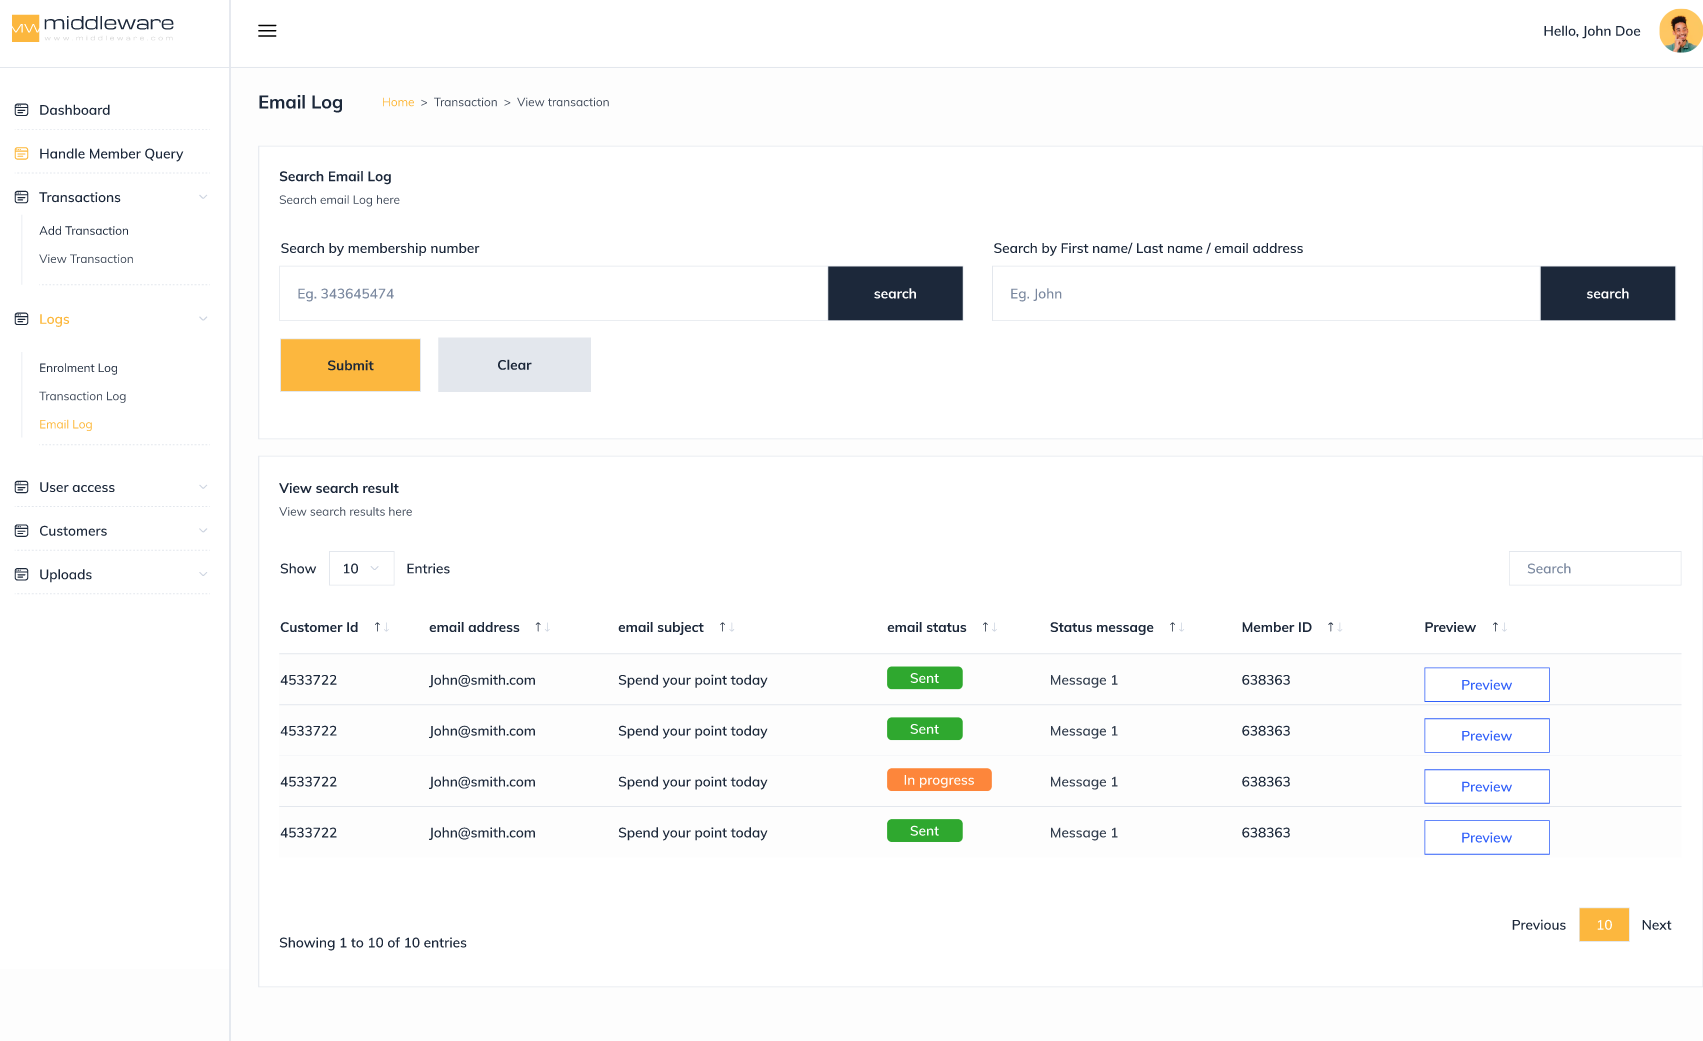 MW middleware
www.middleware.com
Hello, John Doe
Dashboard
Handle Member Query
Transactions
Add Transaction
View Transaction
Logs
Enrolment Log
Transaction Log
Email Log
User access
Customers
Uploads
Email Log Home > Transaction > View transaction
Search Email Log
Search email Log here
Search by membership number
Eg. 343645474 search
Search by First name/ Last name / email address
Eg. John search
Submit Clear
View search result
View search results here
Show 10 Entries Search
Customer Id email address email subject email status Status message Member ID Preview
4533722 John@smith.com Spend your point today Sent Message 1 638363 Preview
4533722 John@smith.com Spend your point today Sent Message 1 638363 Preview
4533722 John@smith.com Spend your point today In progress Message 1 638363 Preview
4533722 John@smith.com Spend your point today Sent Message 1 638363 Preview
Previous 10 Next
Showing 1 to 10 of 10 entries